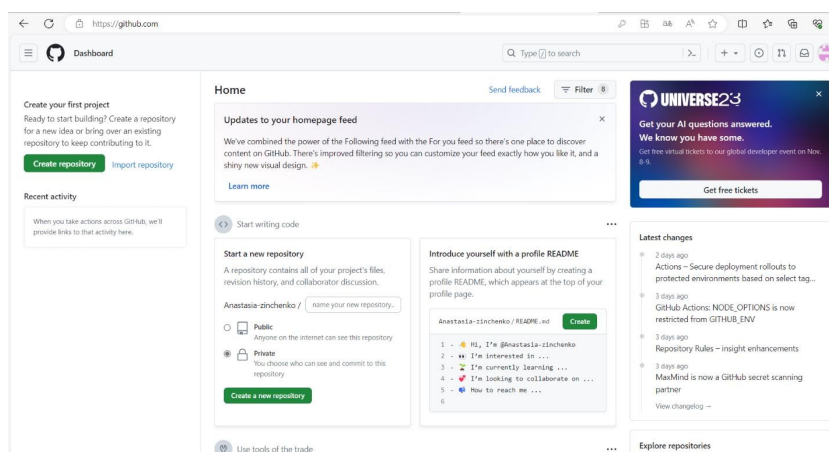 https://github.com
Dashboard
Type / to search
Create your first project
Ready to start building? Create a repository
for a new idea or bring over an existing
repository to keep contributing to it.
Create repository
Import repository
Recent activity
When you take actions across GitHub, we'll
provide links to that activity here.
Home
Send feedback
Filter 8
Updates to your homepage feed
We've combined the power of the Following feed with the For you feed so there's one place to discover
content on GitHub. There's improved filtering so you can customize your feed exactly how you like it, and a
shiny new visual design. ✨
Learn more
Start writing code
Start a new repository
A repository contains all of your project's files,
revision history, and collaborator discussion.
Anastasia-zinchenko / name your new repository...
Public
Anyone on the internet can see this repository
Private
You choose who can see and commit to this
repository
Create a new repository
Introduce yourself with a profile README
Share information about yourself by creating a
profile README, which appears at the top of your
profile page.
Anastasia-zinchenko/README.md
Create
1 - 👋 Hi, I'm @Anastasia-zinchenko
2 - 👀 I'm interested in ...
3 - 🌱 I'm currently learning ...
4 - 💞️ I'm looking to collaborate on ...
5 - 📫 How to reach me ...
6
Use tools of the trade
UNIVERSE23
Get your AI questions answered.
We know you have some.
Get free virtual tickets to our global developer event on Nov.
8-9.
Get free tickets
Latest changes
2 days ago
Actions – Secure deployment rollouts to
protected environments based on select tag...
3 days ago
GitHub Actions: NODE_OPTIONS is now
restricted from GITHUB_ENV
3 days ago
Repository Rules – insight enhancements
3 days ago
MaxMind is now a GitHub secret scanning
partner
View changelog →
Explore repositories